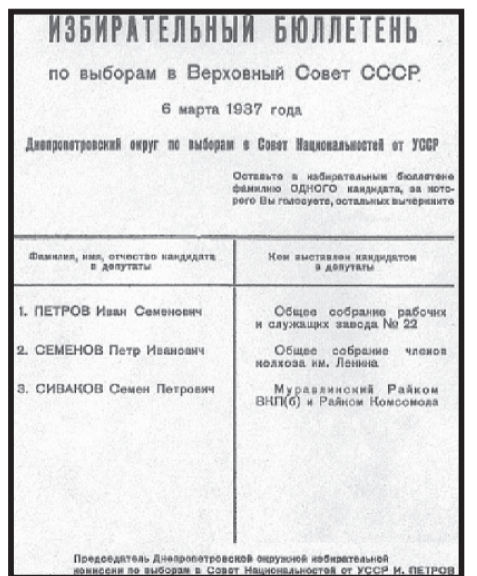 ИЗБИРАТЕЛЬНЫЙ БЮЛЛЕТЕНЬ
по выборам в Верховный Совет СССР
6 марта 1937 года
Днепропетровский округ по выборам в Совет Национальностей от УССР
Оставьте в избирательном бюллетене
фамилию ОДНОГО кандидата, за кото-
рого Вы голосуете, остальных вычеркните
Фамилия, имя, отчество кандидата
в депутаты
Кем выставлен кандидатом
в депутаты
1. ПЕТРОВ Иван Семенович
Общее собрание рабочих
и служащих завода № 22
2. СЕМЕНОВ Петр Иванович
Общее собрание членов
колхоза им. Ленина
3. СИВАКОВ Семен Петрович
Муравлинский Райком
ВКП(б) и Райком Комсомола
Председатель Днепропетровской окружной избирательной
комиссии по выборам в Совет Национальностей от УССР И. ПЕТРОВ